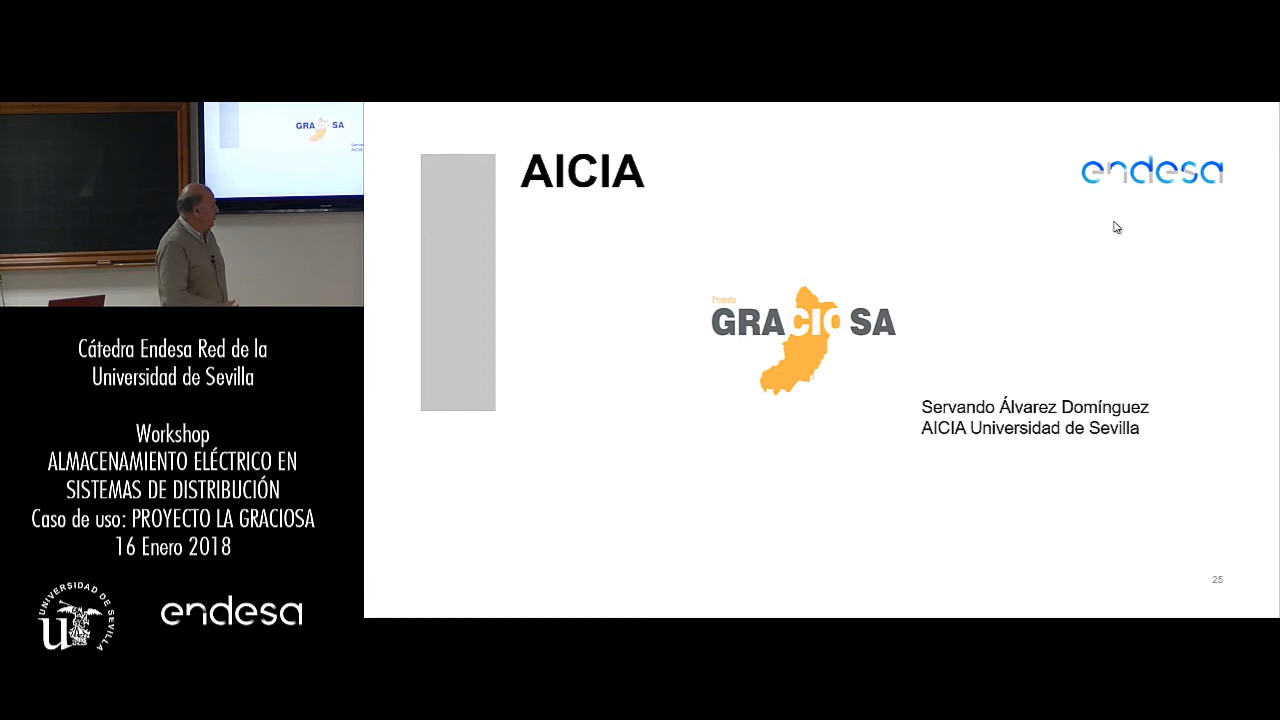 GRACIOSA
AICIA
endesa
Proyecto
GRACIOSA
Servando Álvarez Domínguez
AICIA Universidad de Sevilla
25
Cátedra Endesa Red de la
Universidad de Sevilla
Workshop
ALMACENAMIENTO ELÉCTRICO EN
SISTEMAS DE DISTRIBUCIÓN
Caso de uso: PROYECTO LA GRACIOSA
16 Enero 2018
UNIVERSIDAD DE SEVILLA
endesa